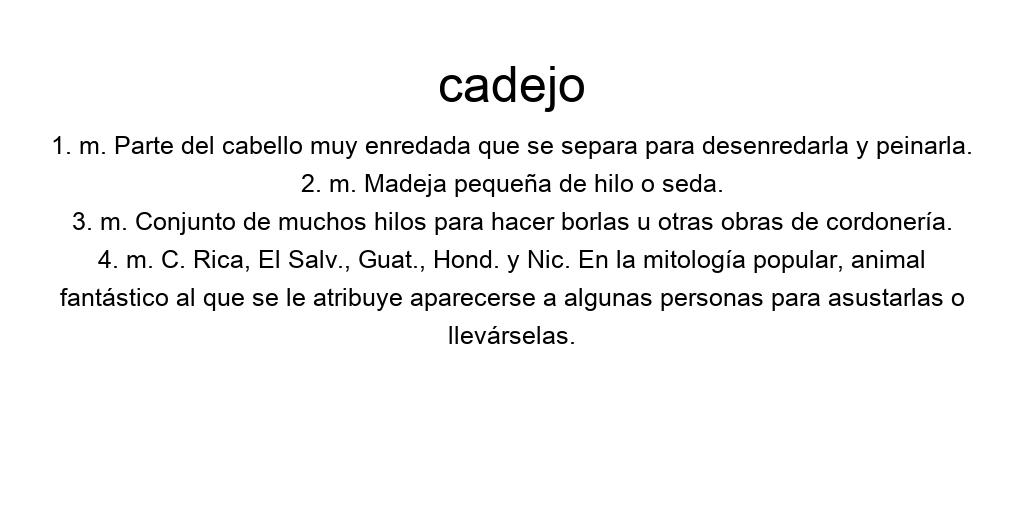 cadejo
1. m. Parte del cabello muy enredada que se separa para desenredarla y peinarla.
2. m. Madeja pequeña de hilo o seda.
3. m. Conjunto de muchos hilos para hacer borlas u otras obras de cordonería.
4. m. C. Rica, El Salv., Guat., Hond. y Nic. En la mitología popular, animal
fantástico al que se le atribuye aparecerse a algunas personas para asustarlas o
llevárselas.